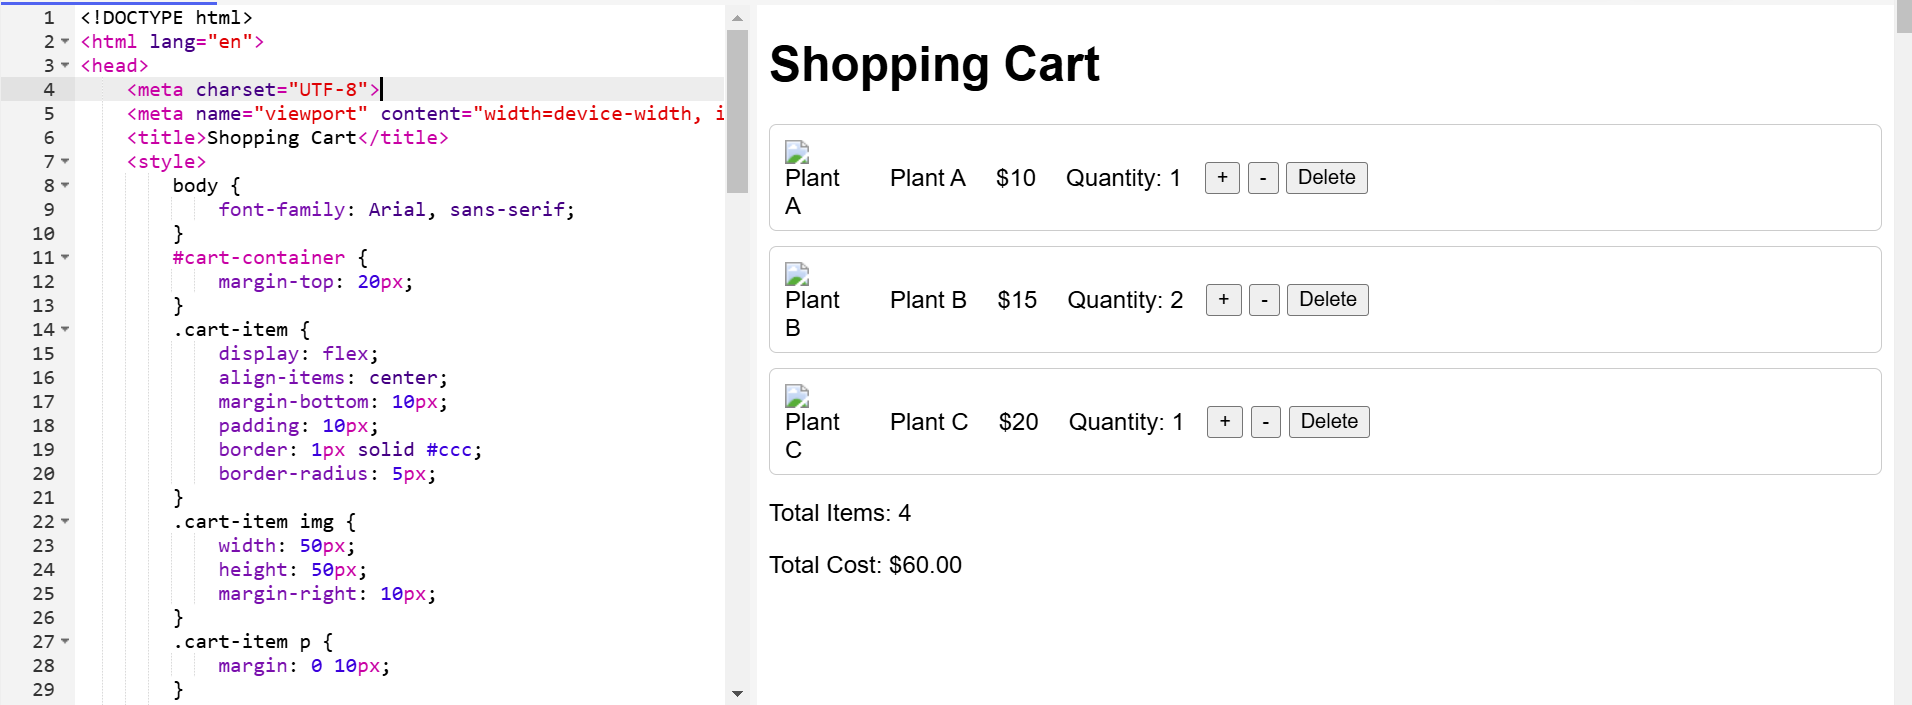 1 <!DOCTYPE html>
2 <html lang="en">
3 <head>
4 <meta charset="UTF-8">
5 <meta name="viewport" content="width=device-width, i
6 <title>Shopping Cart</title>
7 <style>
8 body {
9 font-family: Arial, sans-serif;
10 }
11 #cart-container {
12 margin-top: 20px;
13 }
14 .cart-item {
15 display: flex;
16 align-items: center;
17 margin-bottom: 10px;
18 padding: 10px;
19 border: 1px solid #ccc;
20 border-radius: 5px;
21 }
22 .cart-item img {
23 width: 50px;
24 height: 50px;
25 margin-right: 10px;
26 }
27 .cart-item p {
28 margin: 0 10px;
29 }
Shopping Cart
Plant A
Plant A $10 Quantity: 1 + - Delete
Plant B
Plant B $15 Quantity: 2 + - Delete
Plant C
Plant C $20 Quantity: 1 + - Delete
Total Items: 4
Total Cost: $60.00